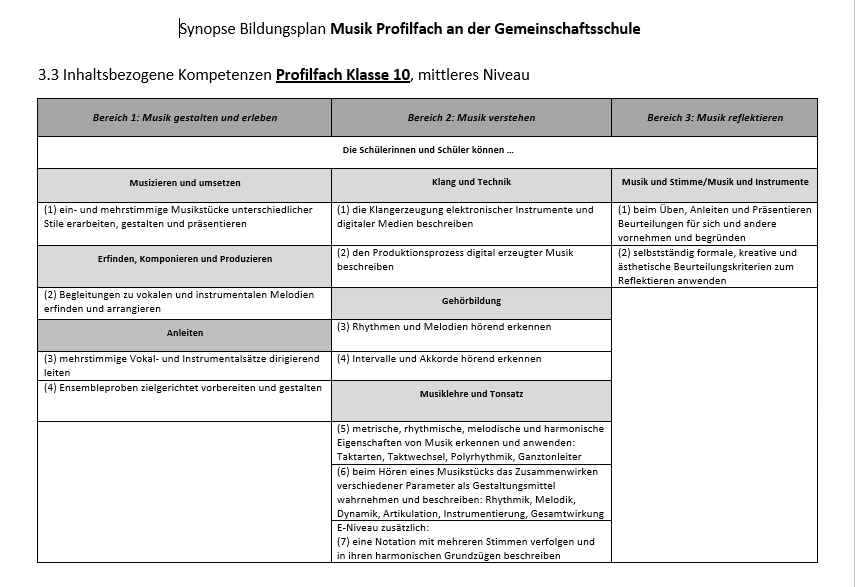 Synopse Bildungsplan Musik Profilfach an der Gemeinschaftsschule
3.3 Inhaltsbezogene Kompetenzen Profilfach Klasse 10, mittleres Niveau
Bereich 1: Musik gestalten und erleben
Bereich 2: Musik verstehen
Bereich 3: Musik reflektieren
Die Schülerinnen und Schüler können ...
Musizieren und umsetzen
(1) ein- und mehrstimmige Musikstücke unterschiedlicher
Stile erarbeiten, gestalten und präsentieren
Erfinden, Komponieren und Produzieren
(2) Begleitungen zu vokalen und instrumentalen Melodien
erfinden und arrangieren
Anleiten
(3) mehrstimmige Vokal- und Instrumentalsätze dirigierend
leiten
(4) Ensembleproben zielgerichtet vorbereiten und gestalten
Klang und Technik
(1) die Klangerzeugung elektronischer Instrumente und
digitaler Medien beschreiben
(2) den Produktionsprozess digital erzeugter Musik
beschreiben
Gehörbildung
(3) Rhythmen und Melodien hörend erkennen
(4) Intervalle und Akkorde hörend erkennen
Musiklehre und Tonsatz
(5) metrische, rhythmische, melodische und harmonische
Eigenschaften von Musik erkennen und anwenden:
Taktarten, Taktwechsel, Polyrhythmik, Ganztonleiter
(6) beim Hören eines Musikstücks das Zusammenwirken
verschiedener Parameter als Gestaltungsmittel
wahrnehmen und beschreiben: Rhythmik, Melodik,
Dynamik, Artikulation, Instrumentierung, Gesamtwirkung
E-Niveau zusätzlich:
(7) eine Notation mit mehreren Stimmen verfolgen und
in ihren harmonischen Grundzügen beschreiben
Musik und Stimme/Musik und Instrumente
(1) beim Üben, Anleiten und Präsentieren
Beurteilungen für sich und andere
vornehmen und begründen
(2) selbstständig formale, kreative und
ästhetische Beurteilungskriterien zum
Reflektieren anwenden